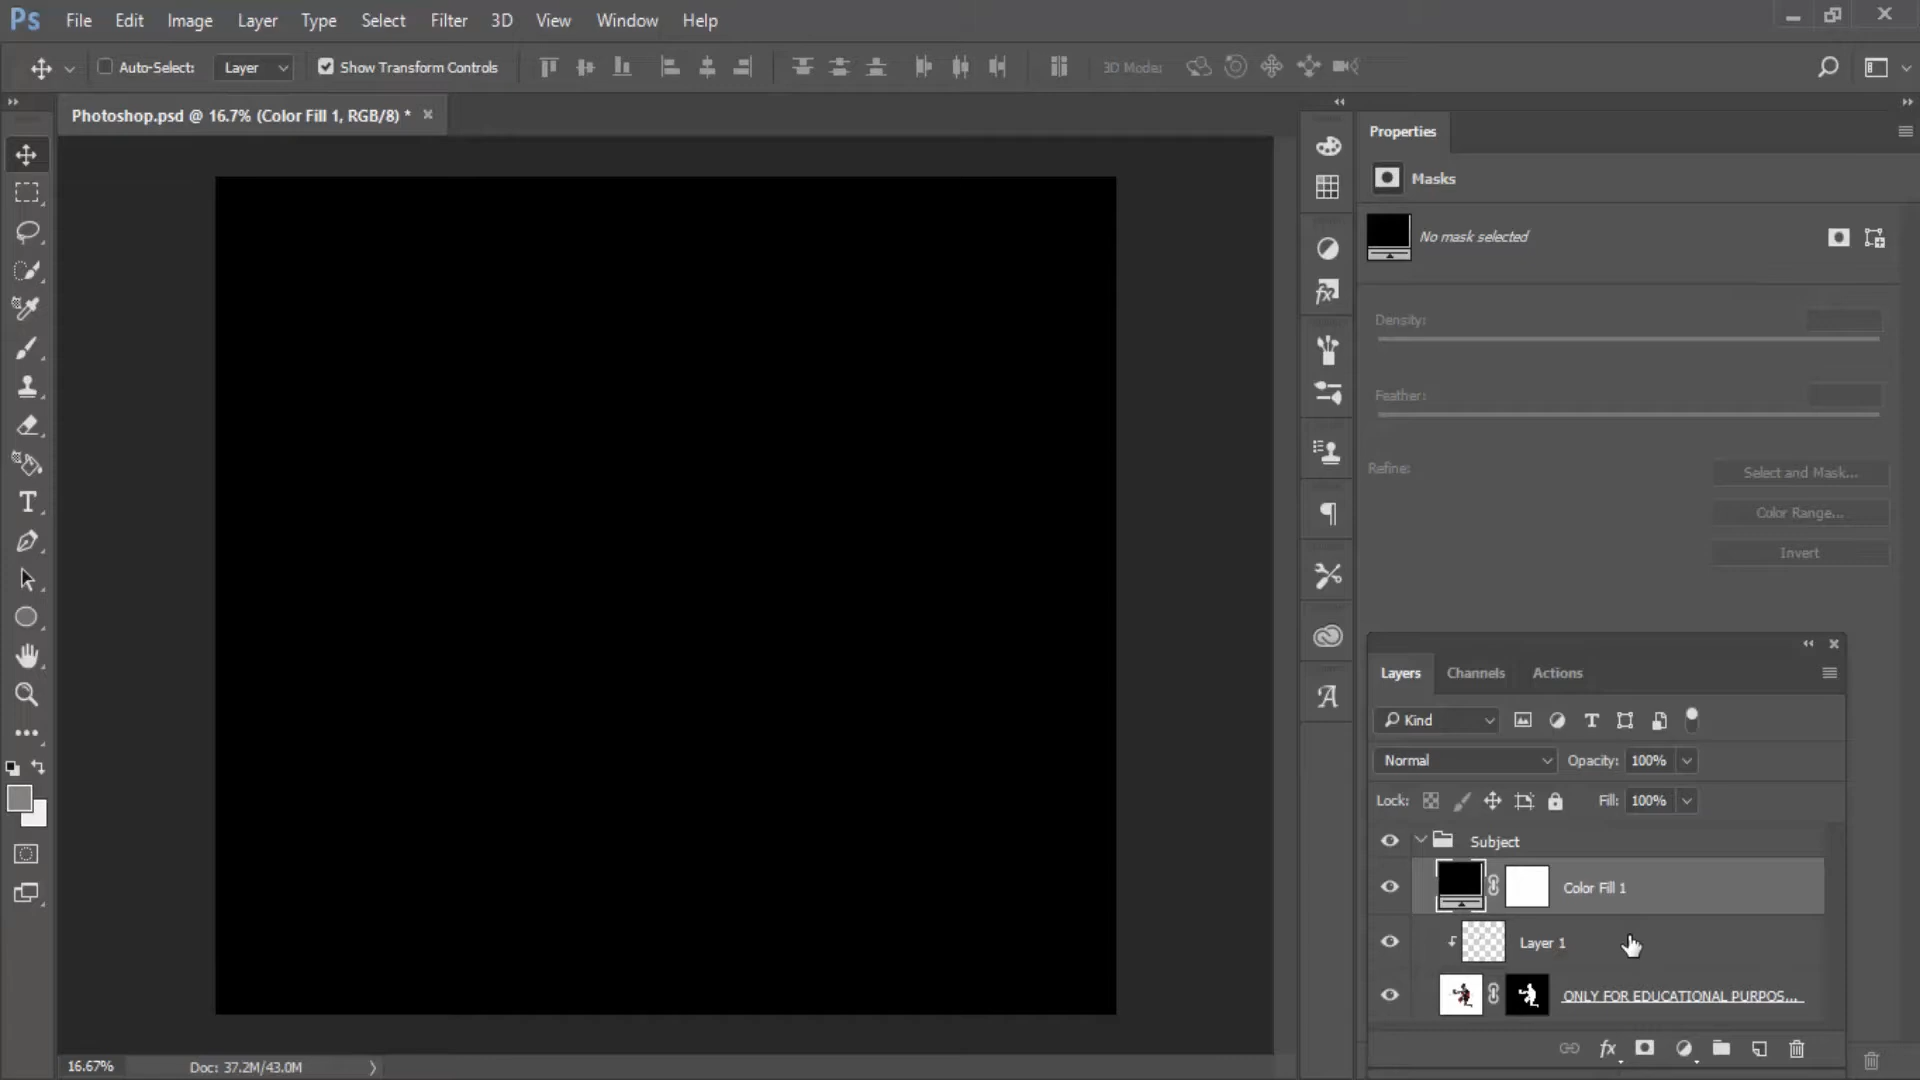 Ps File Edit Image Layer Type Select Filter 3D View Window Help
Auto-Select: Layer Show Transform Controls 3D Mode:
Photoshop.psd @ 16.7% (Color Fill 1, RGB/8) *
Properties
Masks
No mask selected
Density:
Feather:
Refine:
Select and Mask...
Color Range...
Invert
Layers Channels Actions
Kind
Normal Opacity: 100%
Lock: Fill: 100%
Subject
Color Fill 1
Layer 1
ONLY FOR EDUCATIONAL PURPOS...
16.67% Doc: 37.2M/43.0M